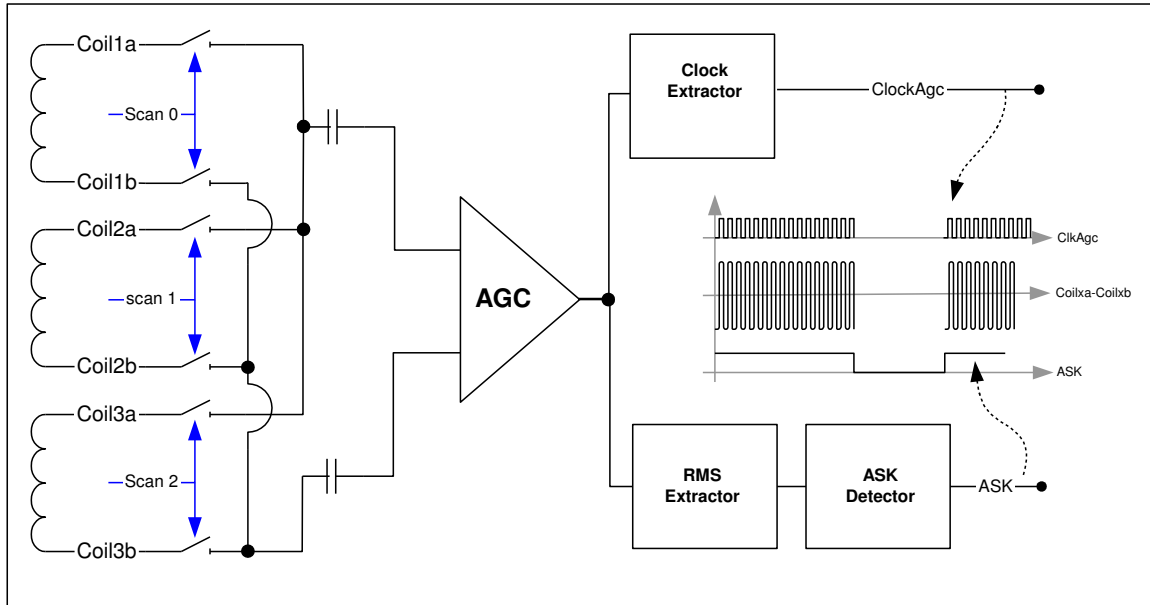 Coil1a
Scan 0
Coil1b
Coil2a
scan 1
Coil2b
Coil3a
Scan 2
Coil3b
AGC
Clock
Extractor
ClockAgc
ClkAgc
Coilxa-Coilxb
ASK
RMS
Extractor
ASK
Detector
ASK